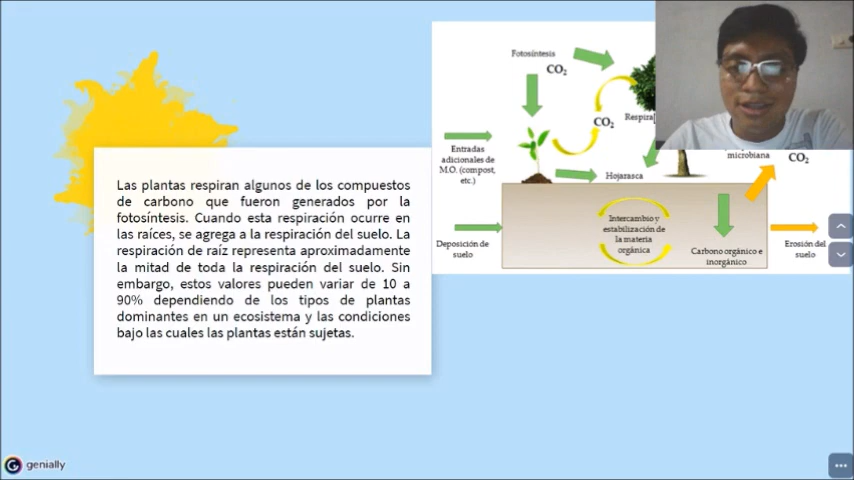 Las plantas respiran algunos de los compuestos
de carbono que fueron generados por la
fotosíntesis. Cuando esta respiración ocurre en
las raíces, se agrega a la respiración del suelo. La
respiración de raíz representa aproximadamente
la mitad de toda la respiración del suelo. Sin
embargo, estos valores pueden variar de 10 a
90% dependiendo de los tipos de plantas
dominantes en un ecosistema y las condiciones
bajo las cuales las plantas están sujetas.
Fotosíntesis
CO2
CO2
Entradas
adicionales de
M.O. (compost,
etc.)
Hojarasca
microbiana
CO2
Intercambio y
estabilización de
la materia
orgánica
Deposición de
suelo
Carbono orgánico e
inorgánico
Erosión del
suelo
genially